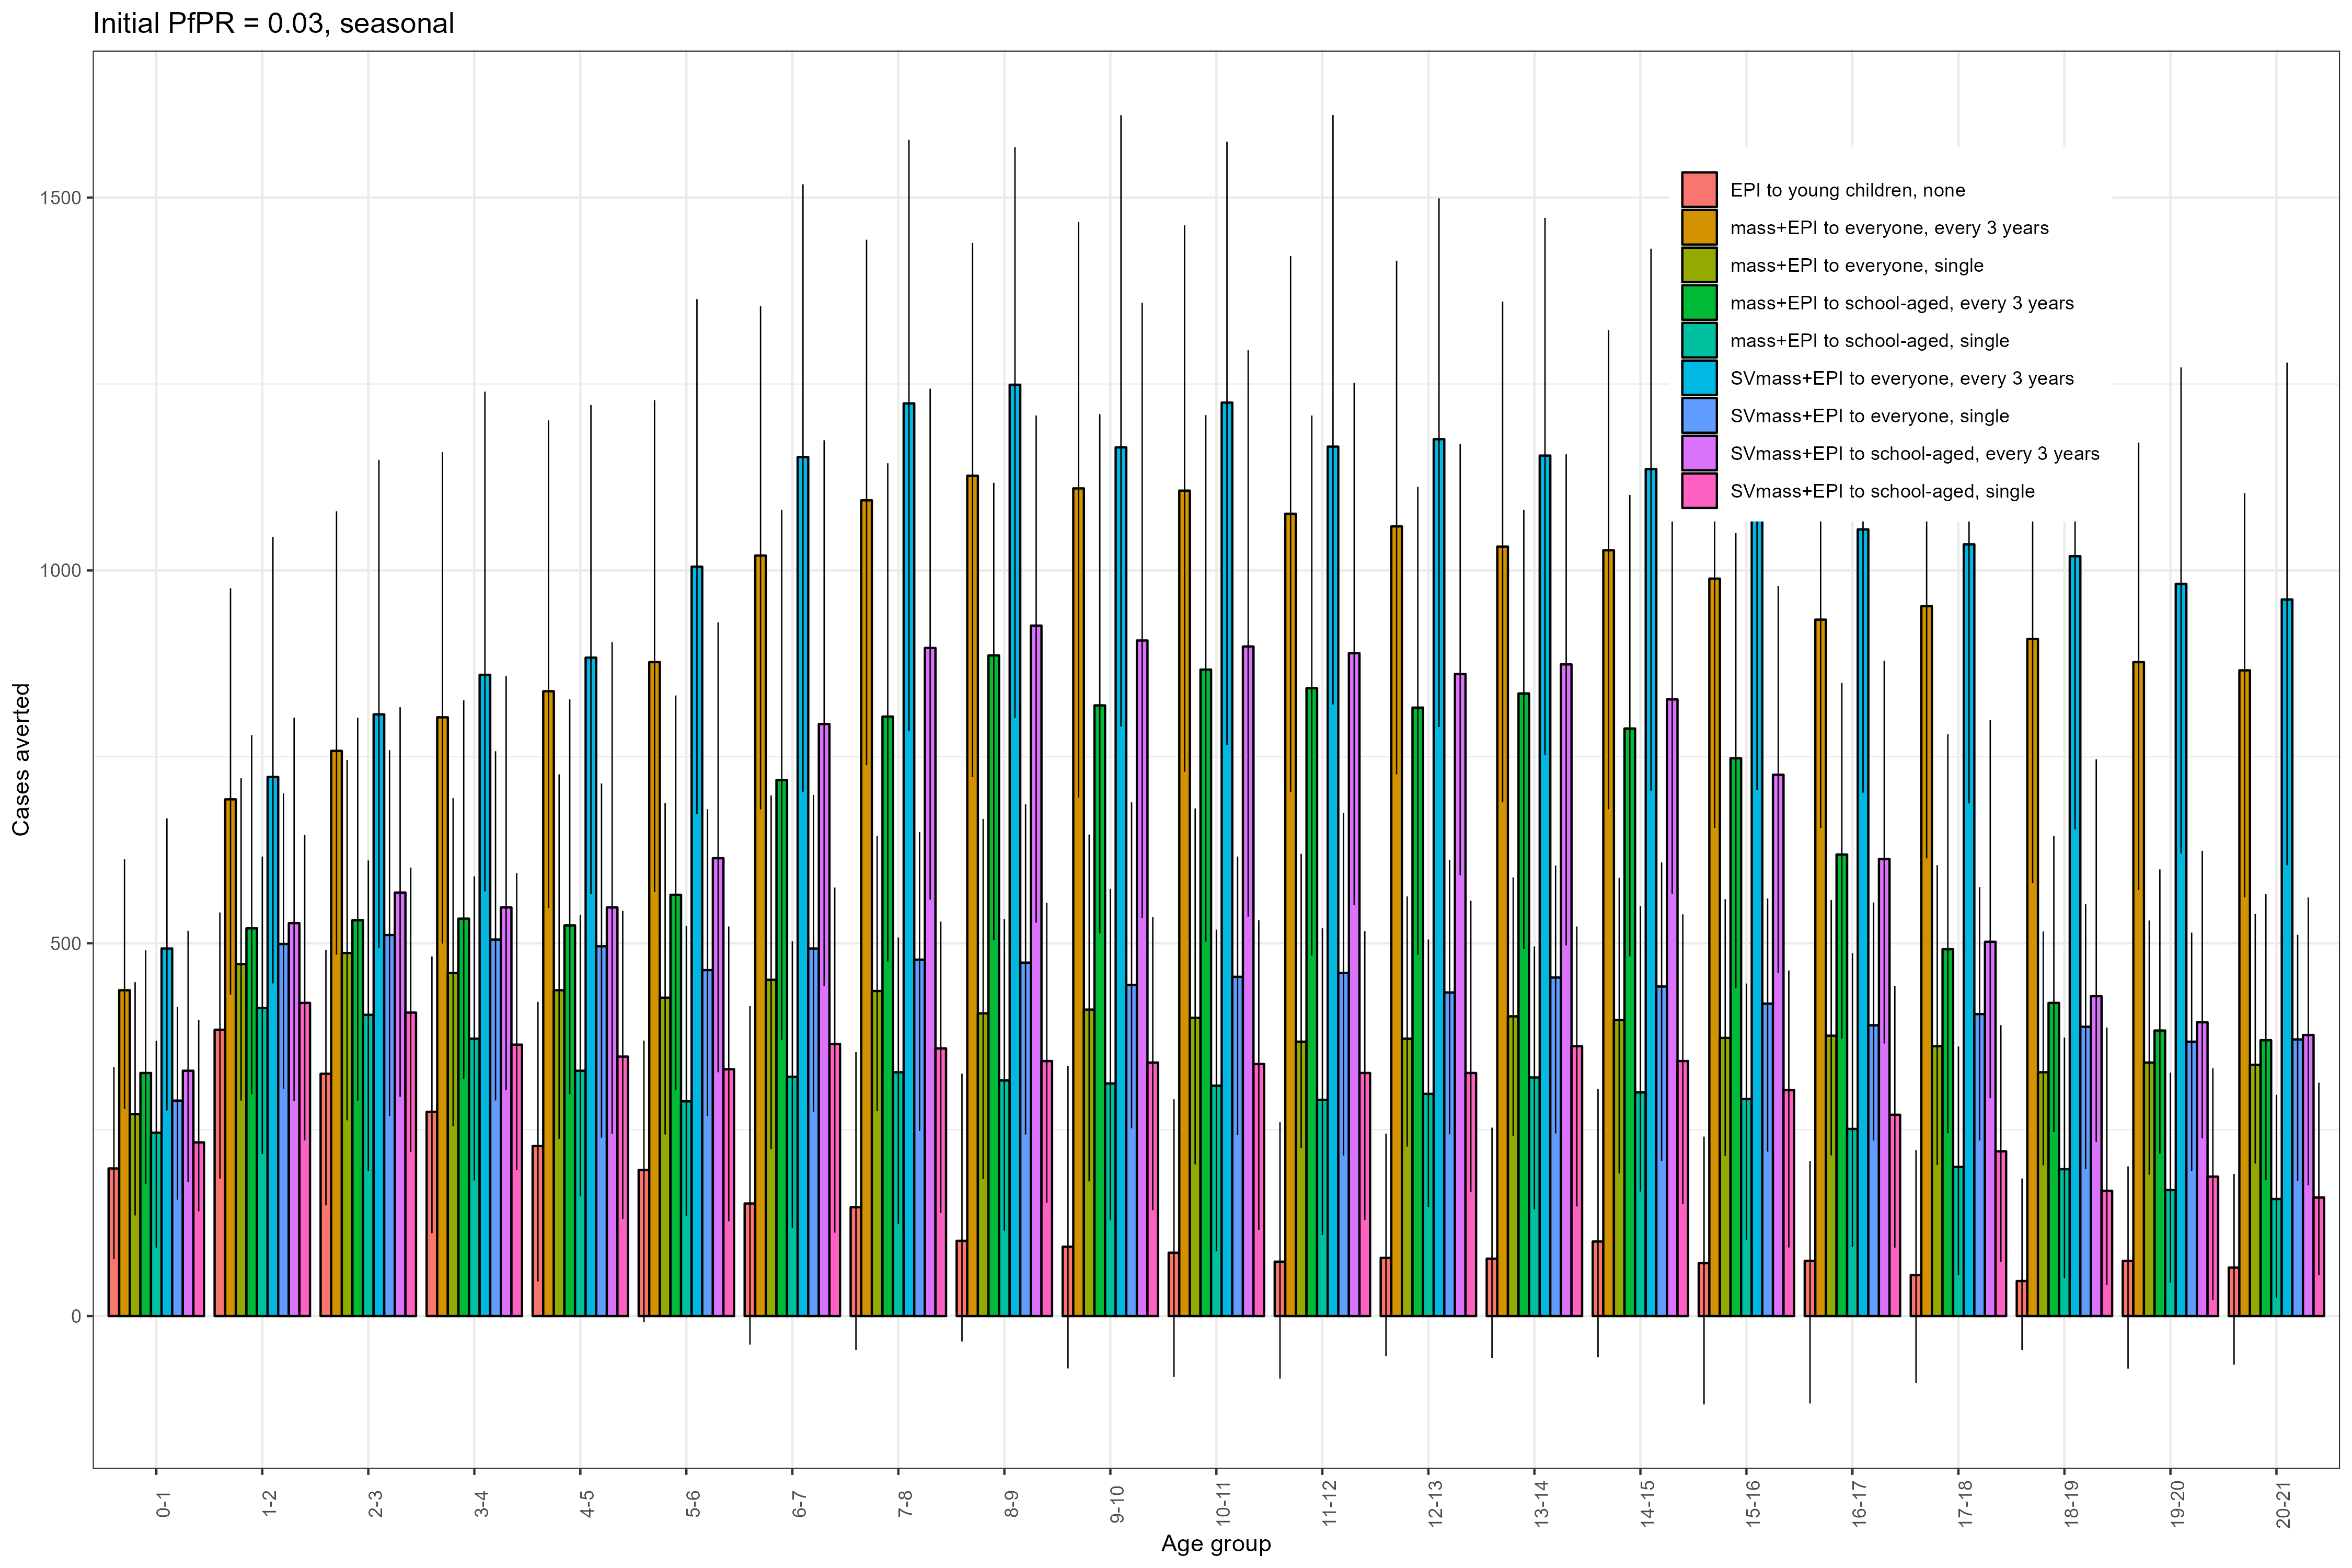 Initial PfPR = 0.03, seasonal
Cases averted
1500
1000
500
0
EPI to young children, none
mass+EPI to everyone, every 3 years
mass+EPI to everyone, single
mass+EPI to school-aged, every 3 years
mass+EPI to school-aged, single
SVmass+EPI to everyone, every 3 years
SVmass+EPI to everyone, single
SVmass+EPI to school-aged, every 3 years
SVmass+EPI to school-aged, single
0-1
1-2
2-3
3-4
4-5
5-6
6-7
7-8
8-9
9-10
10-11
11-12
12-13
13-14
14-15
15-16
16-17
17-18
18-19
19-20
20-21
Age group